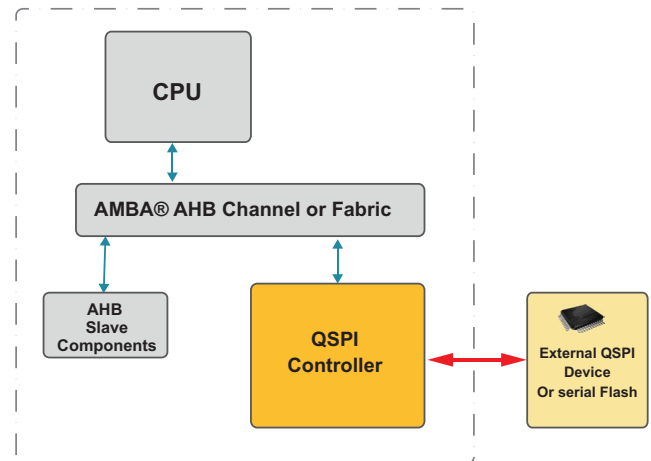 CPU
AMBA® AHB Channel or Fabric
AHB
Slave
Components
QSPI
Controller
External QSPI
Device
Or serial Flash